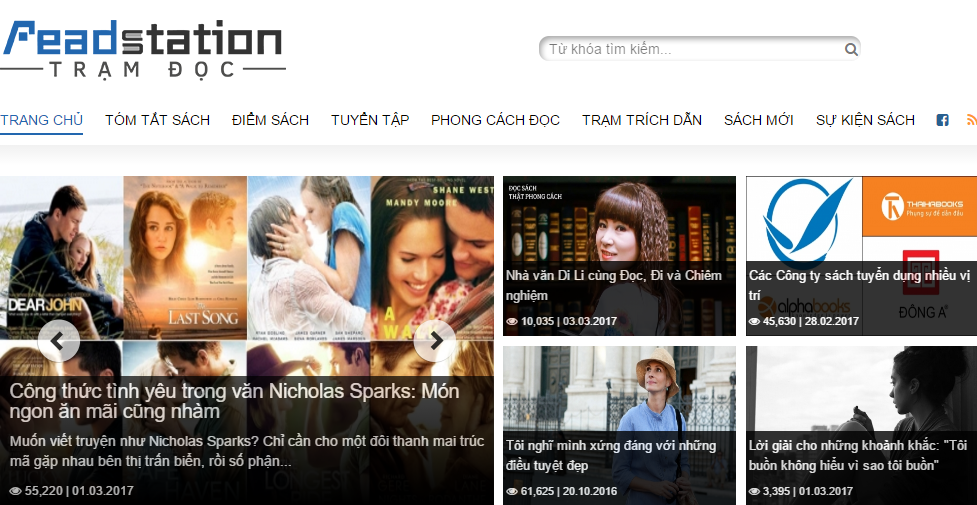 Readstation
TRẠM ĐỌC
Từ khóa tìm kiếm...
TRANG CHỦ TÓM TẮT SÁCH ĐIỂM SÁCH TUYỂN TẬP PHONG CÁCH ĐỌC TRẠM TRÍCH DẪN SÁCH MỚI SỰ KIỆN SÁCH
DEAR JOHN
THE
LAST SONG
SHANE WEST
MANDY MOORE
A WA
Công thức tình yêu trong văn Nicholas Sparks: Món
ngon ăn mãi cũng nhàm
Muốn viết truyện như Nicholas Sparks? Chỉ cần cho một đôi thanh mai trúc
mã gặp nhau bên thị trấn biển, rồi số phận...
55,220 | 01.03.2017
ĐỌC SÁCH
THẬT PHONG CÁCH
Nhà văn Di Li cùng Đọc, Đi và Chiêm
nghiệm
10,035 | 03.03.2017
THAIHABOOKS
Phụng sự để dẫn đầu
Các Công ty sách tuyển dụng nhiều vị
trí
alphabooks
ĐÔNG A
45,630 | 28.02.2017
Tôi nghĩ mình xứng đáng với những
điều tuyệt đẹp
61,625 | 20.10.2016
Lời giải cho những khoảnh khắc: "Tôi
buồn không hiểu vì sao tôi buồn"
3,395 | 01.03.2017